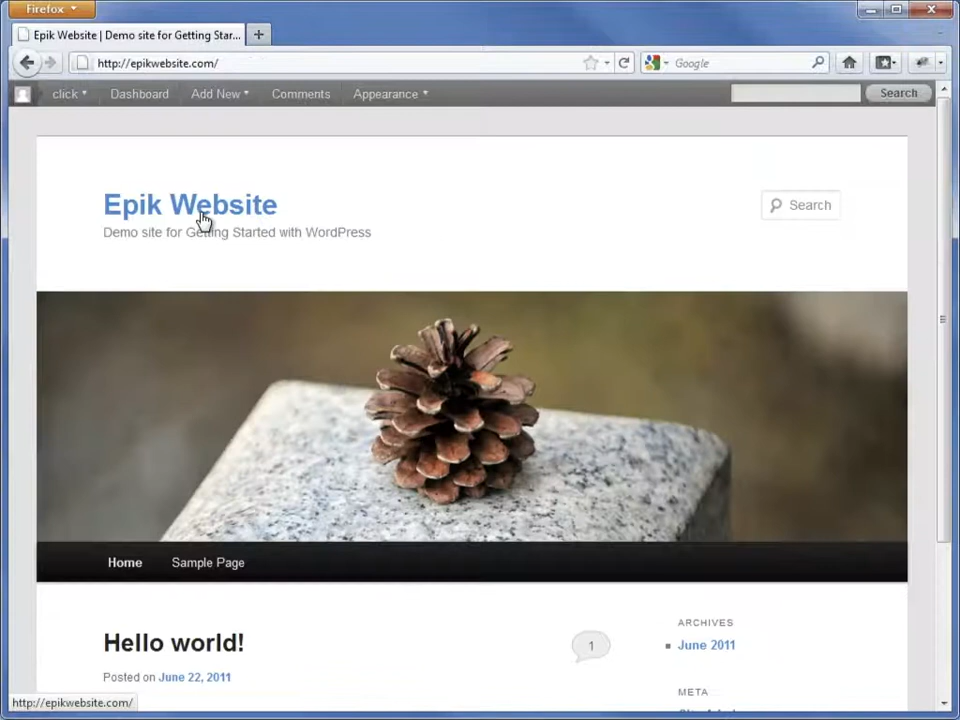 Firefox
Epik Website | Demo site for Getting Star...
http://epikwebsite.com/
Google
click
Dashboard
Add New
Comments
Appearance
Search
Epik Website
Search
Demo site for Getting Started with WordPress
Home
Sample Page
Hello world!
1
Posted on June 22, 2011
ARCHIVES
June 2011
META
http://epikwebsite.com/